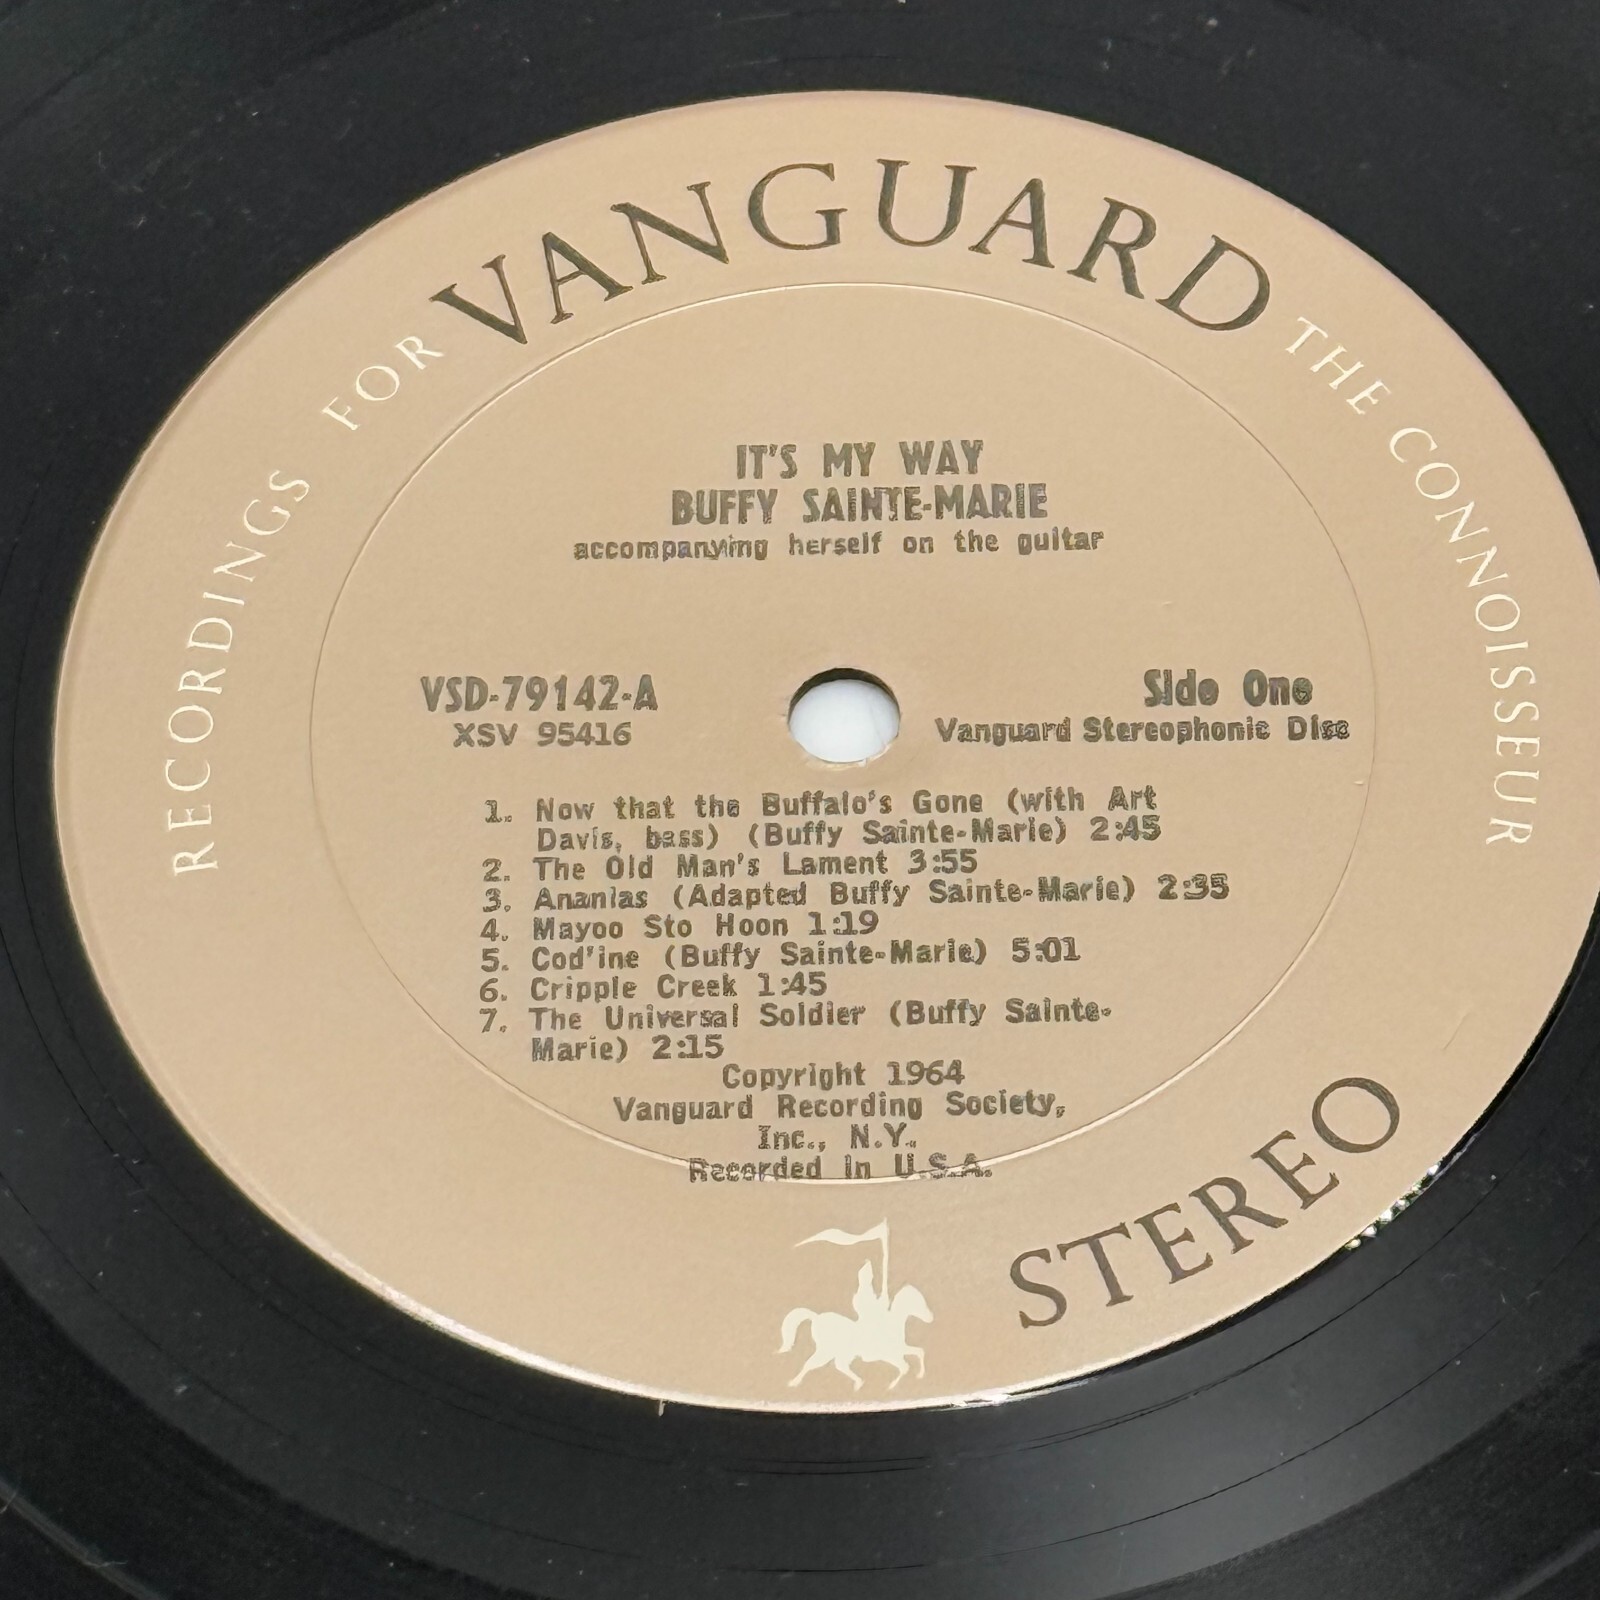 RECORDINGS FOR VANGUARD THE CONNOISSEUR
IT'S MY WAY
BUFFY SAINTE-MARIE
accompanying herself on the guitar
VSD-79142-A
XSV 95416
Side One
Vanguard Stereophonic Disc
1. Now that the Buffalo's Gone (with Art
Davis, bass) (Buffy Sainte-Marie) 2:45
2. The Old Man's Lament 3:55
3. Ananias (Adapted Buffy Sainte-Marie) 2:35
4. Mayoo Sto Hoon 1:19
5. Cod'ine (Buffy Sainte-Marie) 5:01
6. Cripple Creek 1:45
7. The Universal Soldier (Buffy Sainte-
Marie) 2:15
Copyright 1964
Vanguard Recording Society,
Inc., N.Y.
Recorded in U.S.A.
STEREO